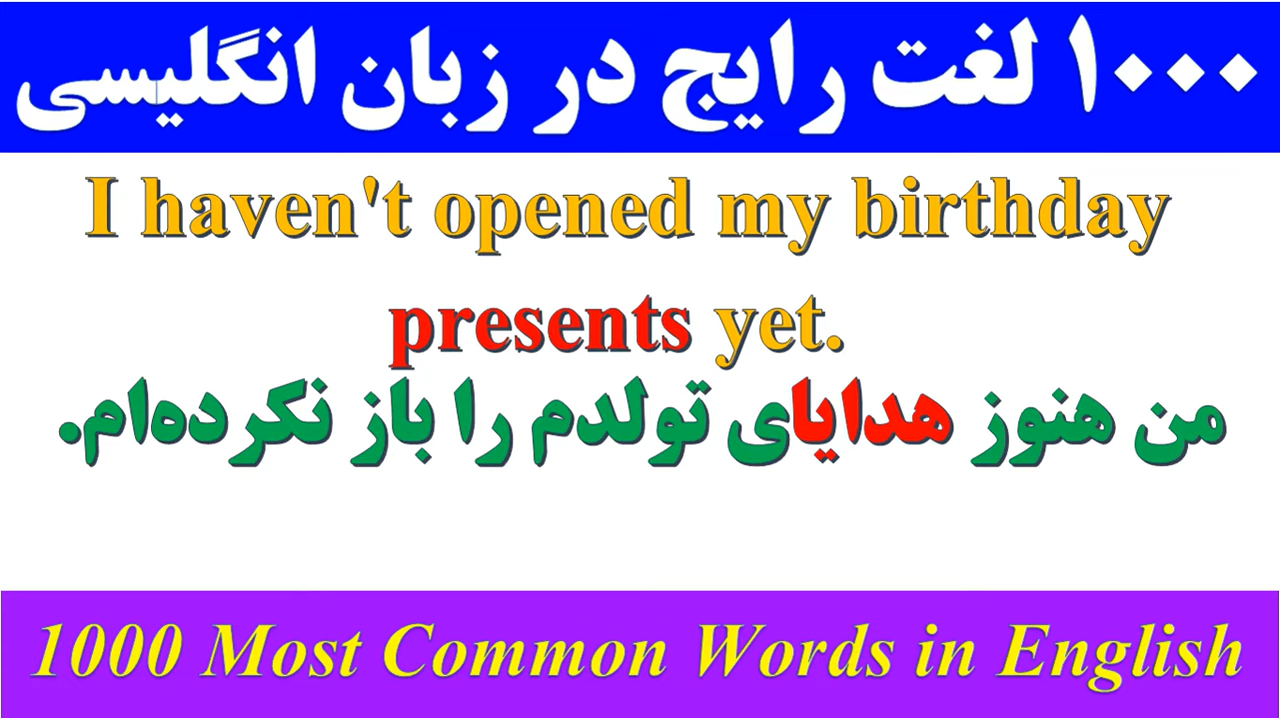 ۱۰۰۰ لغت رایج در زبان انگلیسی
I haven't opened my birthday
presents yet.
من هنوز هدایای تولدم را باز نکرده‌ام.
1000 Most Common Words in English